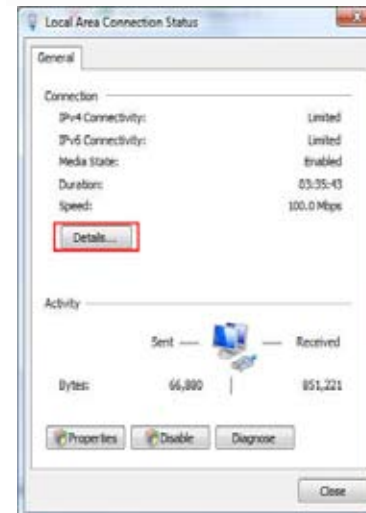 Local Area Connection Status
General
Connection
IPv4 Connectivity: Limited
IPv6 Connectivity: Limited
Media State: Enabled
Duration: 03:35:43
Speed: 100.0 Mbps
Details...
Activity
Sent Received
Bytes: 66,880 851,221
Properties Disable Diagnose
Close